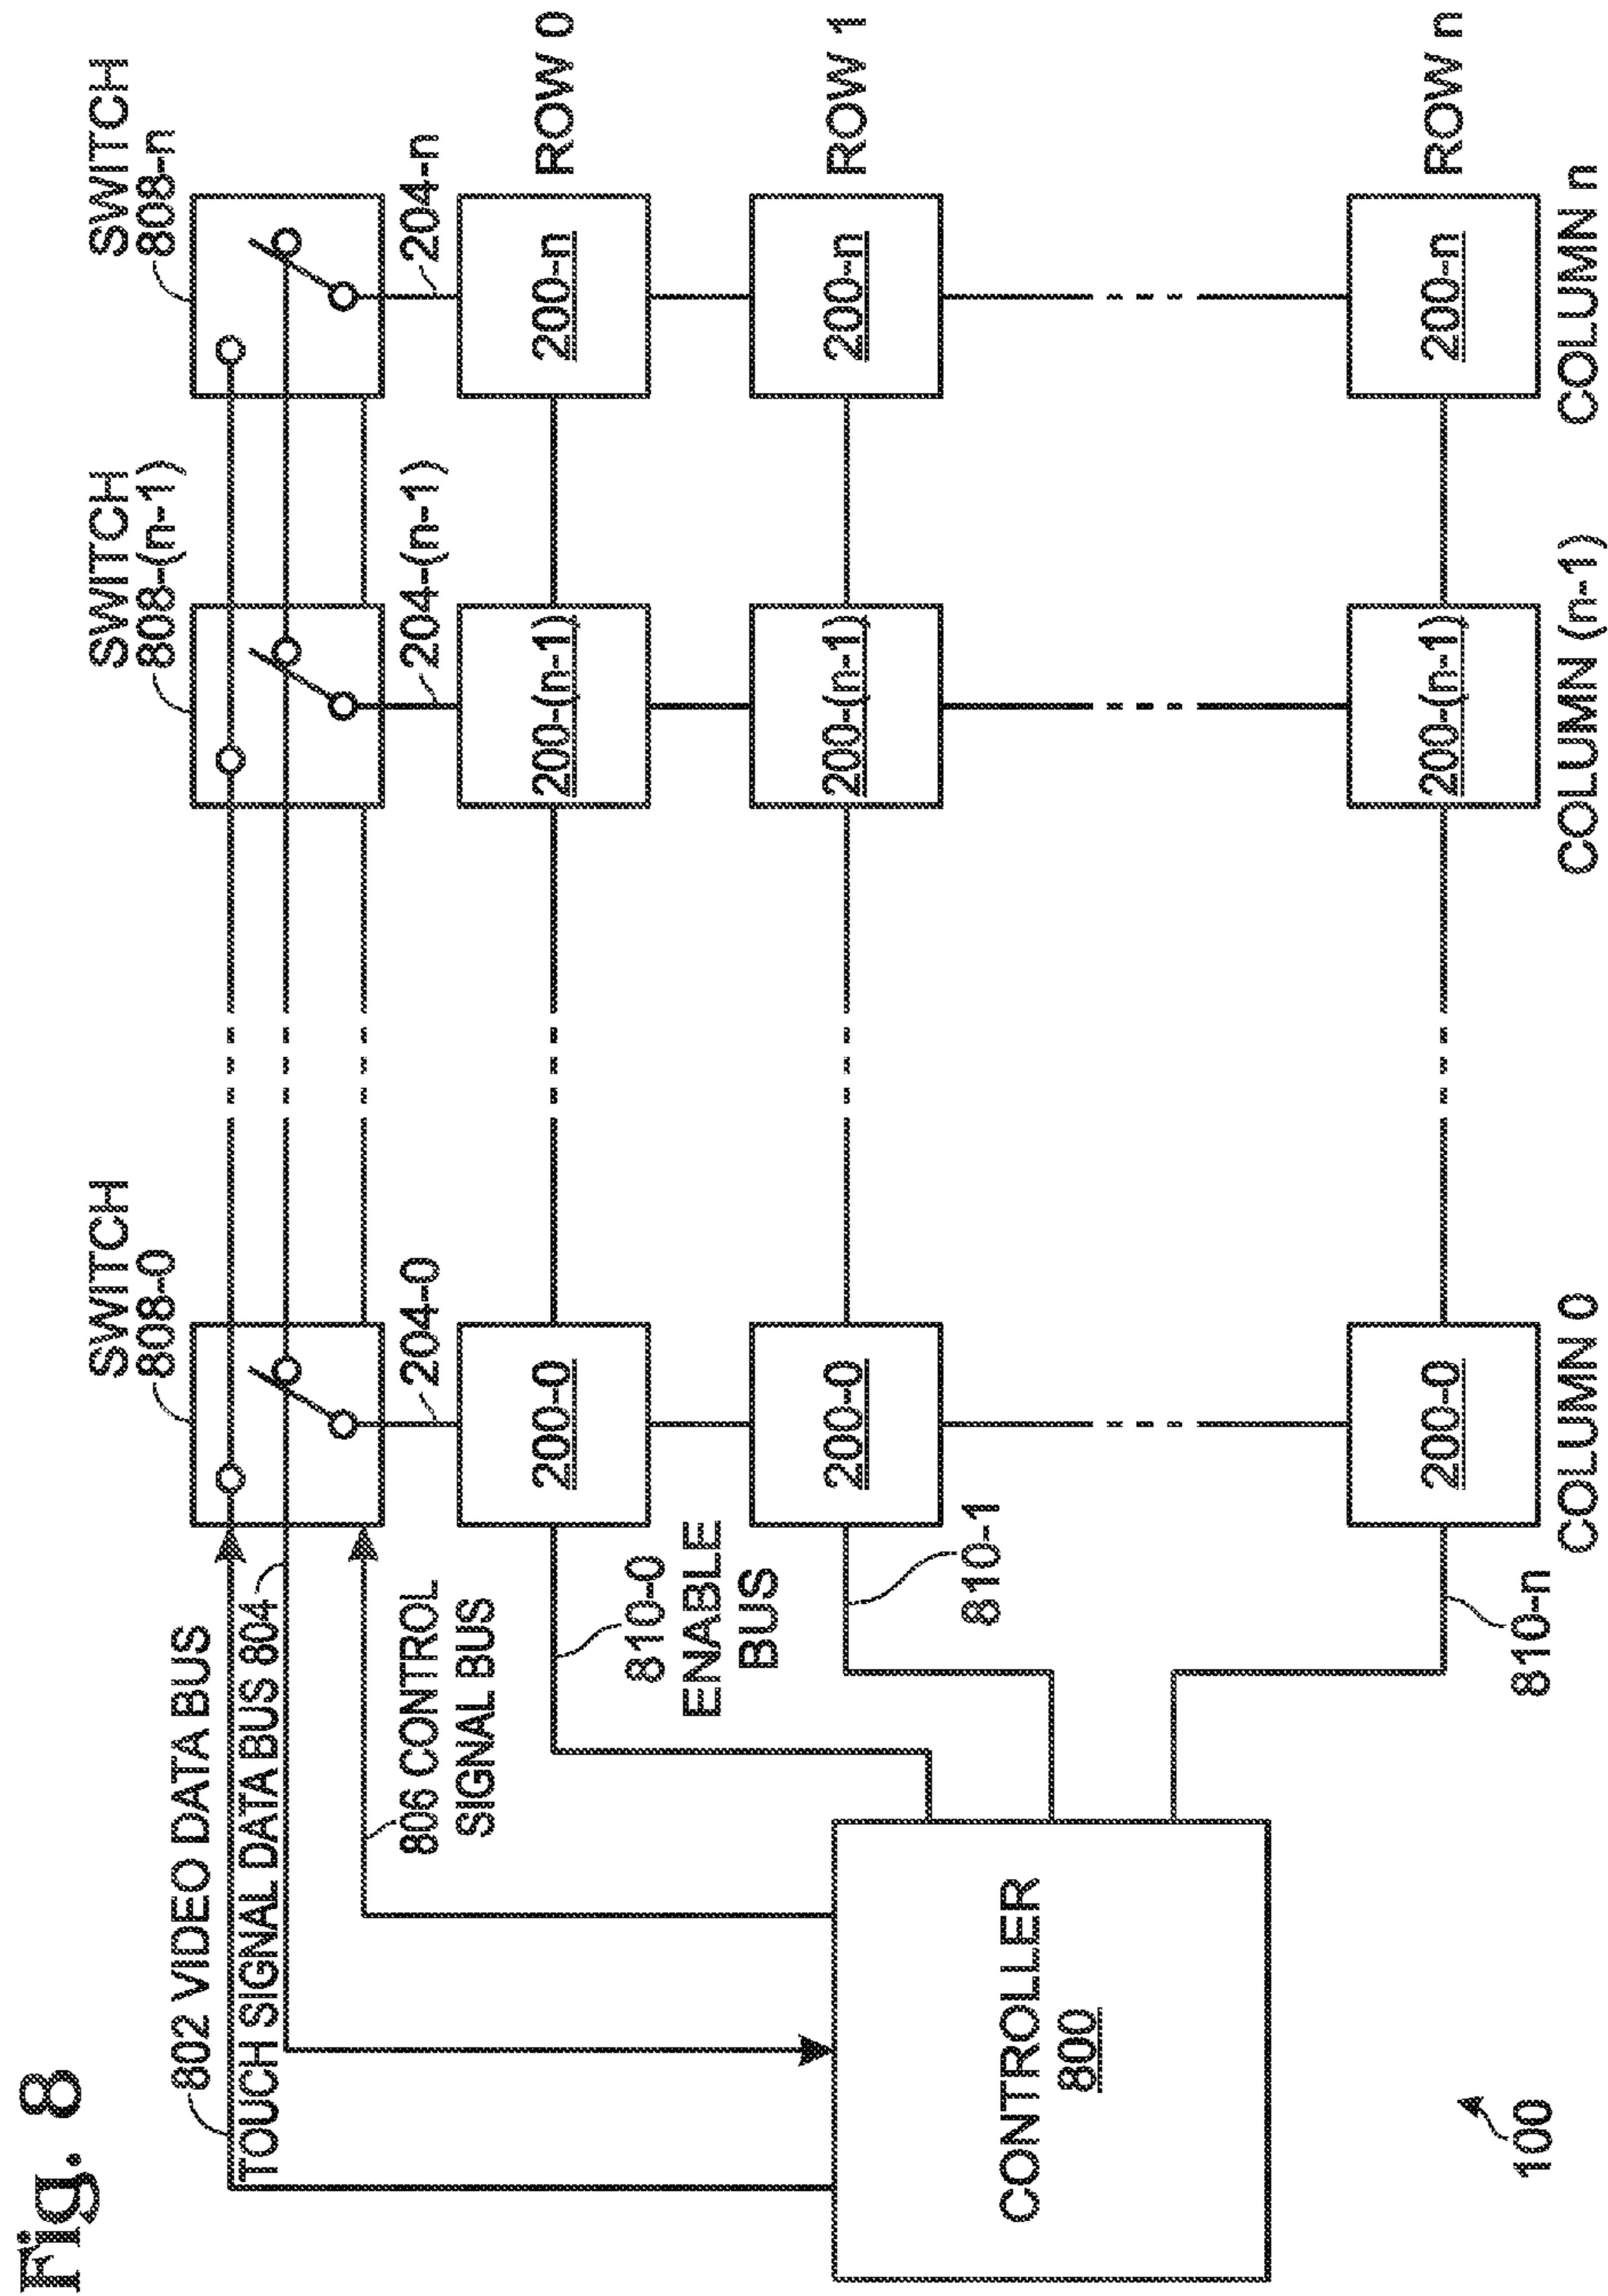 Fig. 8
802 VIDEO DATA BUS
TOUCH SIGNAL DATA BUS 804
806 CONTROL
SIGNAL BUS
SWITCH
808-0
SWITCH
808-(n-1)
SWITCH
808-n
204-0
204-(n-1)
204-n
810-0
ENABLE
BUS
200-0
200-(n-1)
200-n
ROW 0
810-1
200-0
200-(n-1)
200-n
ROW 1
CONTROLLER
800
810-n
200-0
200-(n-1)
200-n
ROW n
COLUMN 0
COLUMN (n-1)
COLUMN n
100